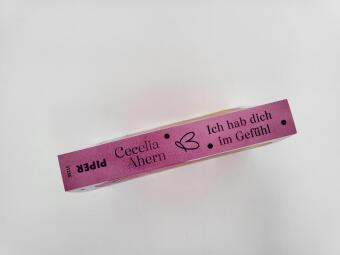 PIPER
Cecelia
Ahern
Ich hab dich
im Gefühl